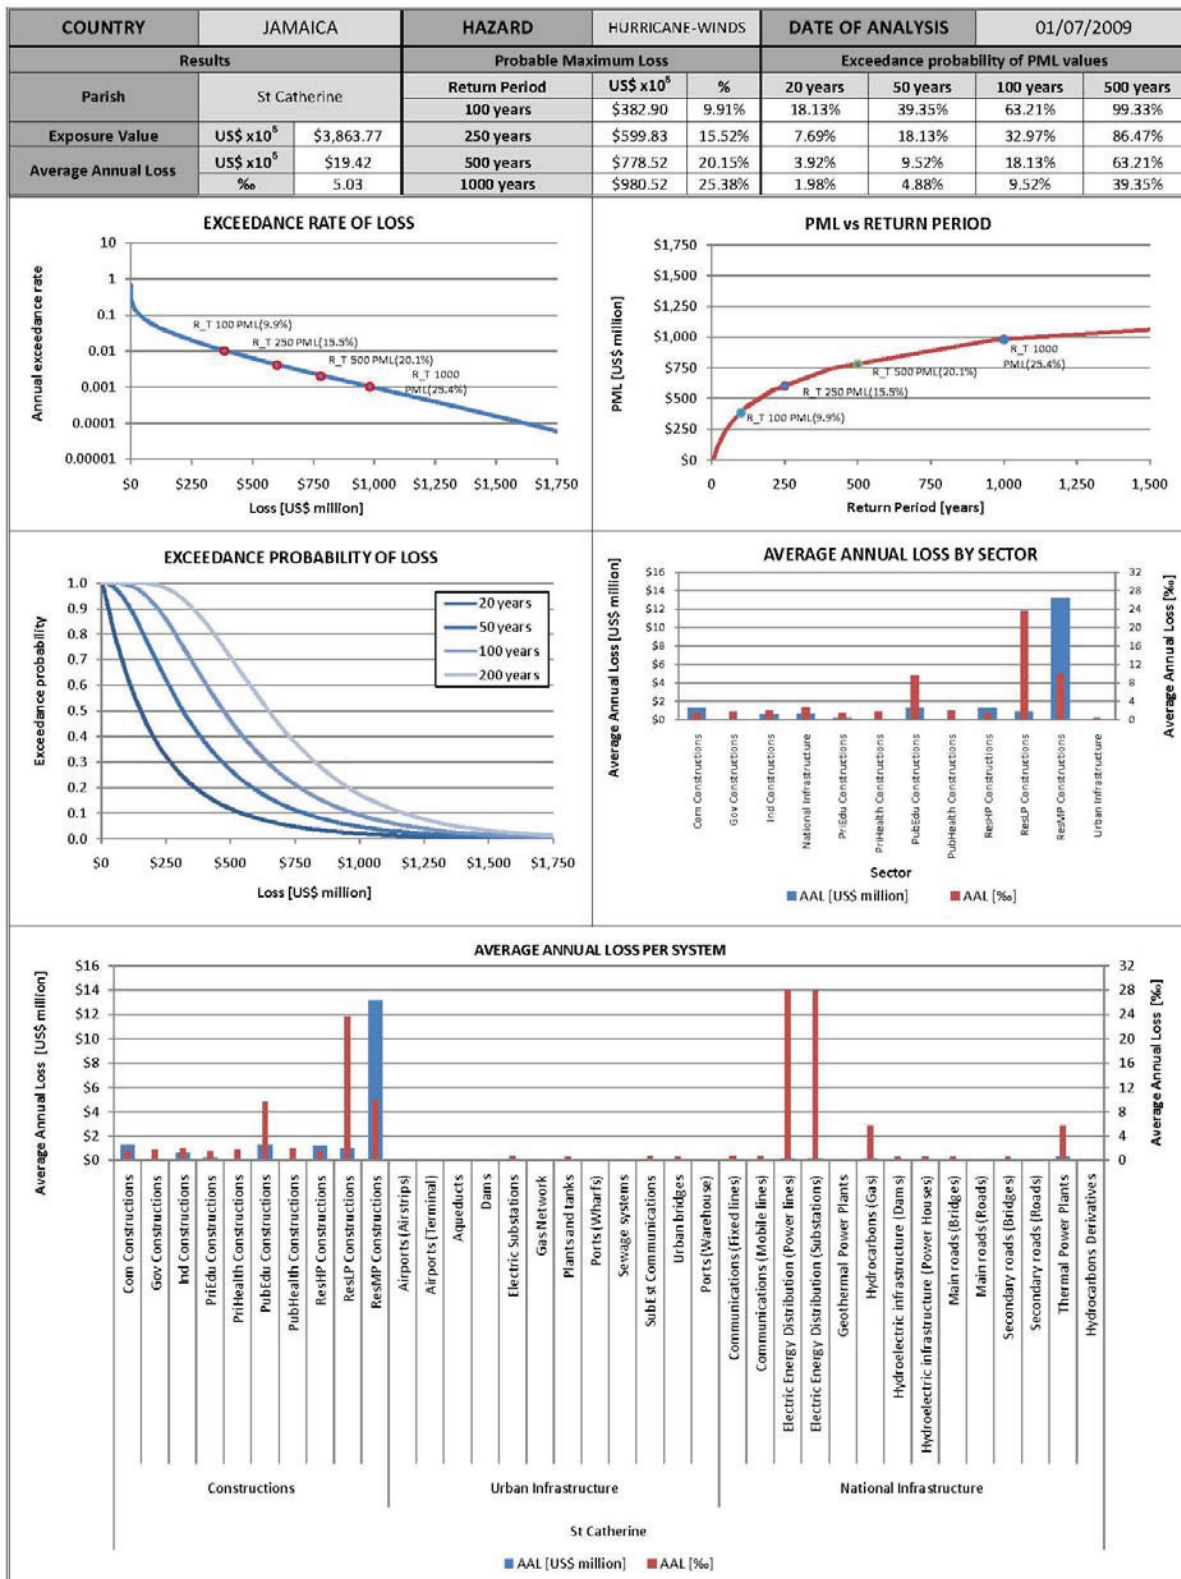 COUNTRY JAMAICA HAZARD HURRICANE-WINDS DATE OF ANALYSIS 01/07/2009
Results Probable Maximum Loss Exceedance probability of PML values
Parish St Catherine Return Period US$ x10⁶ % 20 years 50 years 100 years 500 years
100 years $382.90 9.91% 18.13% 39.35% 63.21% 99.33%
Exposure Value US$ x10⁶ $3,863.77 250 years $599.83 15.52% 7.69% 18.13% 32.97% 86.47%
Average Annual Loss US$ x10⁶ $19.42 500 years $778.52 20.15% 3.92% 9.52% 18.13% 63.21%
‰ 5.03 1000 years $980.52 25.38% 1.98% 4.88% 9.52% 39.35%
EXCEEDANCE RATE OF LOSS
Annual exceedance rate
10
1
0.1
0.01
0.001
0.0001
0.00001
R_T 100 PML(9.9%)
R_T 250 PML(15.5%)
R_T 500 PML(20.1%)
R_T 1000
PML(25.4%)
$0 $250 $500 $750 $1,000 $1,250 $1,500 $1,750
Loss [US$ million]
PML vs RETURN PERIOD
PML [US$ million]
$1,750
$1,500
$1,250
$1,000
$750
$500
$250
$0
R_T 1000
PML(25.4%)
R_T 500 PML(20.1%)
R_T 250 PML(15.5%)
R_T 100 PML(9.9%)
0 250 500 750 1,000 1,250 1,500
Return Period [years]
EXCEEDANCE PROBABILITY OF LOSS
Exceedance probability
1.0
0.9
0.8
0.7
0.6
0.5
0.4
0.3
0.2
0.1
0.0
20 years
50 years
100 years
200 years
$0 $250 $500 $750 $1,000 $1,250 $1,500 $1,750
Loss [US$ million]
AVERAGE ANNUAL LOSS BY SECTOR
Average Annual Loss [US$ million]
$16
$14
$12
$10
$8
$6
$4
$2
$0
32
28
24
20
16
12
8
4
0
Average Annual Loss [‰]
Com Constructions
Gov Constructions
Ind Constructions
National Infrastructure
PriEdu Constructions
PriHealth Constructions
PubEdu Constructions
PubHealth Constructions
ResHP Constructions
ResLP Constructions
ResMP Constructions
Urban Infrastructure
Sector
AAL [US$ million] AAL [‰]
AVERAGE ANNUAL LOSS PER SYSTEM
Average Annual Loss [US$ million]
$16
$14
$12
$10
$8
$6
$4
$2
$0
32
28
24
20
16
12
8
4
0
Average Annual Loss [‰]
Com Constructions
Gov Constructions
Ind Constructions
PriEdu Constructions
PriHealth Constructions
PubEdu Constructions
PubHealth Constructions
ResHP Constructions
ResLP Constructions
ResMP Constructions
Airports (Airstrips)
Airports (Terminal)
Aqueducts
Dams
Electric Substations
Gas Network
Plants and tanks
Ports (Wharfs)
Sewage systems
SubEst Communications
Urban bridges
Ports (Warehouse)
Communications (Fixed lines)
Communications (Mobile lines)
Electric Energy Distribution (Power lines)
Electric Energy Distribution (Substations)
Geothermal Power Plants
Hydrocarbons (Gas)
Hydroelectric infrastructure (Dams)
Hydroelectric infrastructure (Power Houses)
Main roads (Bridges)
Main roads (Roads)
Secondary roads (Bridges)
Secondary roads (Roads)
Thermal Power Plants
Hydrocarbons Derivatives
Constructions Urban Infrastructure National Infrastructure
St Catherine
AAL [US$ million] AAL [‰]